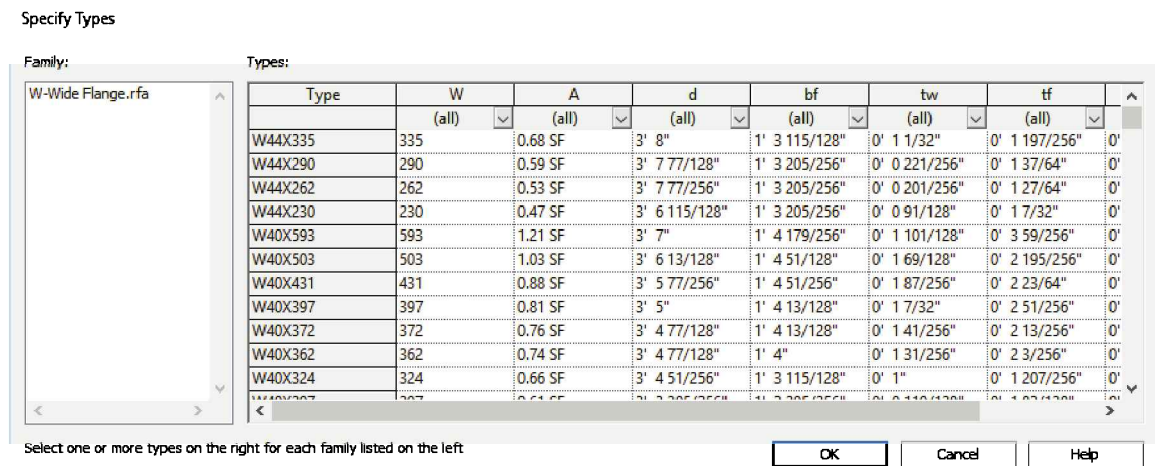 Specify Types
Family: Types:
W-Wide Flange.rfa
Type W A d bf tw tf
(all) (all) (all) (all) (all) (all)
W44X335 335 0.68 SF 3' 8" 1' 3 115/128" 0' 1 1/32" 0' 1 197/256" 0'
W44X290 290 0.59 SF 3' 7 77/128" 1' 3 205/256" 0' 0 221/256" 0' 1 37/64" 0'
W44X262 262 0.53 SF 3' 7 77/256" 1' 3 205/256" 0' 0 201/256" 0' 1 27/64" 0'
W44X230 230 0.47 SF 3' 6 115/128" 1' 3 205/256" 0' 0 91/128" 0' 1 7/32" 0'
W40X593 593 1.21 SF 3' 7" 1' 4 179/256" 0' 1 101/128" 0' 3 59/256" 0'
W40X503 503 1.03 SF 3' 6 13/128" 1' 4 51/128" 0' 1 69/128" 0' 2 195/256" 0'
W40X431 431 0.88 SF 3' 5 77/256" 1' 4 51/256" 0' 1 87/256" 0' 2 23/64" 0'
W40X397 397 0.81 SF 3' 5" 1' 4 13/128" 0' 1 7/32" 0' 2 51/256" 0'
W40X372 372 0.76 SF 3' 4 77/128" 1' 4 13/128" 0' 1 41/256" 0' 2 13/256" 0'
W40X362 362 0.74 SF 3' 4 77/128" 1' 4" 0' 1 31/256" 0' 2 3/256" 0'
W40X324 324 0.66 SF 3' 4 51/256" 1' 3 115/128" 0' 1" 0' 1 207/256" 0'
Select one or more types on the right for each family listed on the left
OK Cancel Help